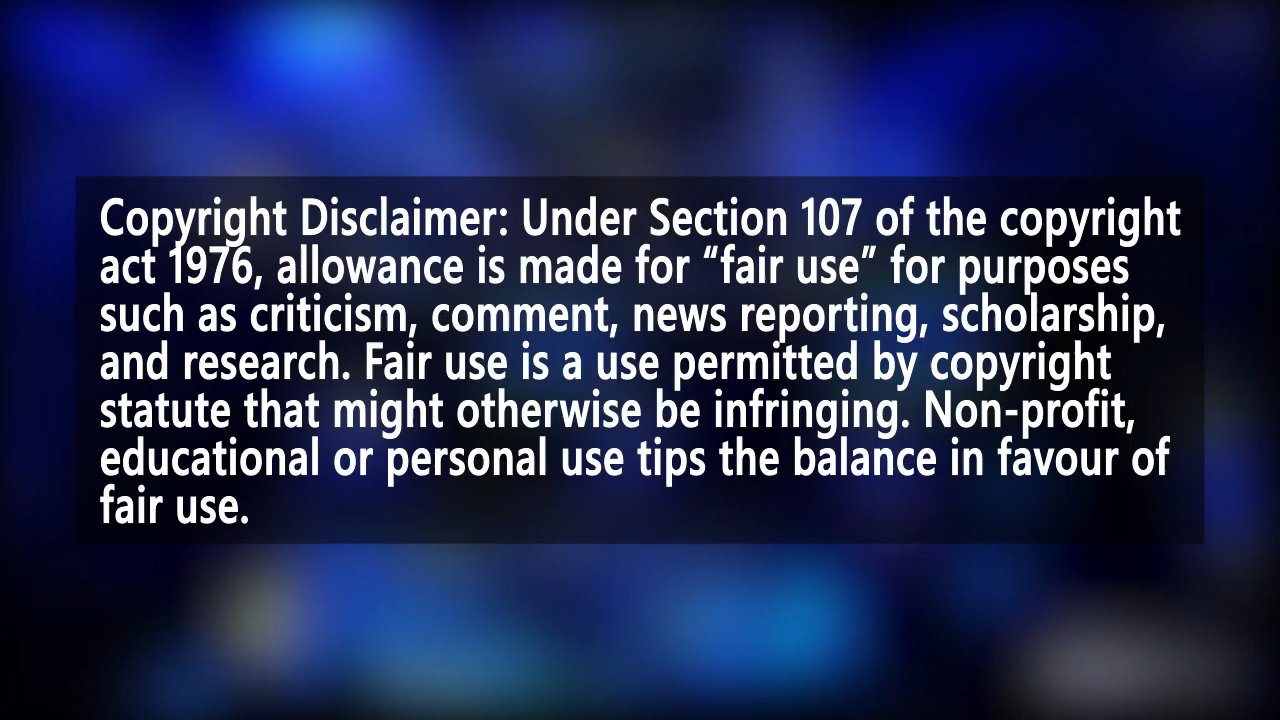 Copyright Disclaimer: Under Section 107 of the copyright
act 1976, allowance is made for “fair use” for purposes
such as criticism, comment, news reporting, scholarship,
and research. Fair use is a use permitted by copyright
statute that might otherwise be infringing. Non-profit,
educational or personal use tips the balance in favour of
fair use.